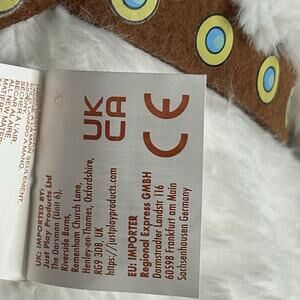 UK
CA
CE
UK: IMPORTED BY:
Just Play Products Ltd
The Oarsman (Unit 6),
Riverside Barns,
Remenham Church Lane,
Henley-on-Thames, Oxfordshire,
RG9 3DB, UK
https://justplayproducts.com
EU: IMPORTER
Regional Express GMBH
Darmstadter Landstr 116
60598 Frankfurt am Main
Sachsenhausen Germany